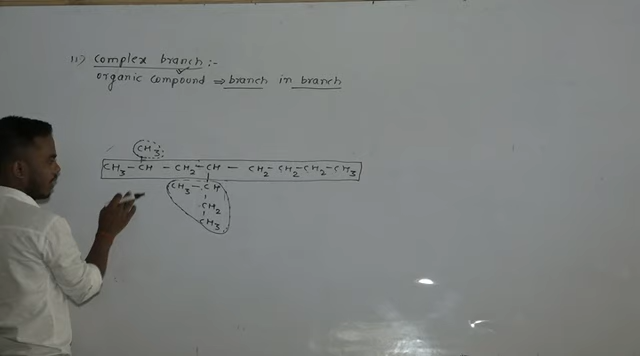 11) complex branch :-
organic compound ⇒ branch in branch
CH3
CH3 - CH - CH2 - CH - CH2 - CH2 - CH2 - CH3
CH3 - CH
CH2
CH3